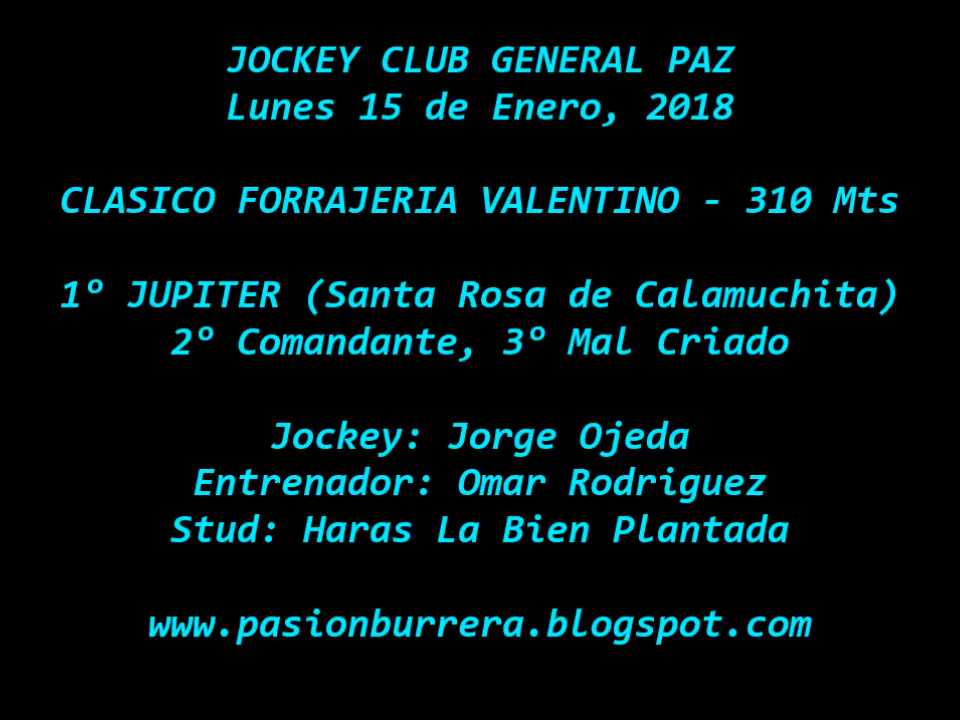 JOCKEY CLUB GENERAL PAZ
Lunes 15 de Enero, 2018
CLASICO FORRAJERIA VALENTINO - 310 Mts
1º JUPITER (Santa Rosa de Calamuchita)
2º Comandante, 3º Mal Criado
Jockey: Jorge Ojeda
Entrenador: Omar Rodriguez
Stud: Haras La Bien Plantada
www.pasionburrera.blogspot.com